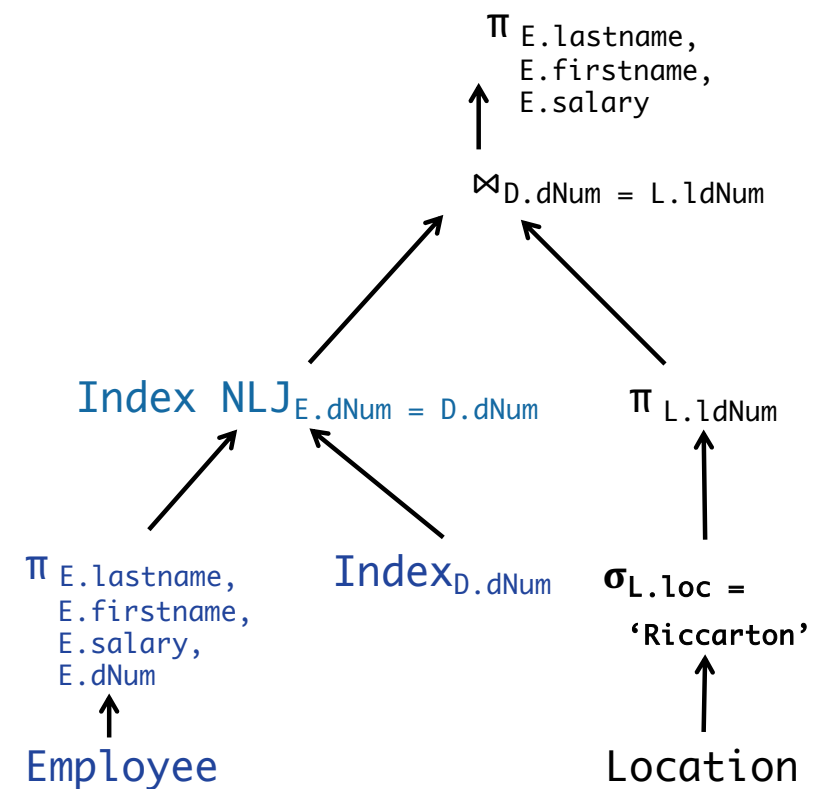 π E.lastname,
E.firstname,
E.salary
⋈D.dNum = L.ldNum
Index NLJE.dNum = D.dNum
π L.ldNum
π E.lastname,
E.firstname,
E.salary,
E.dNum
IndexD.dNum
σL.loc =
‘Riccarton’
Employee
Location